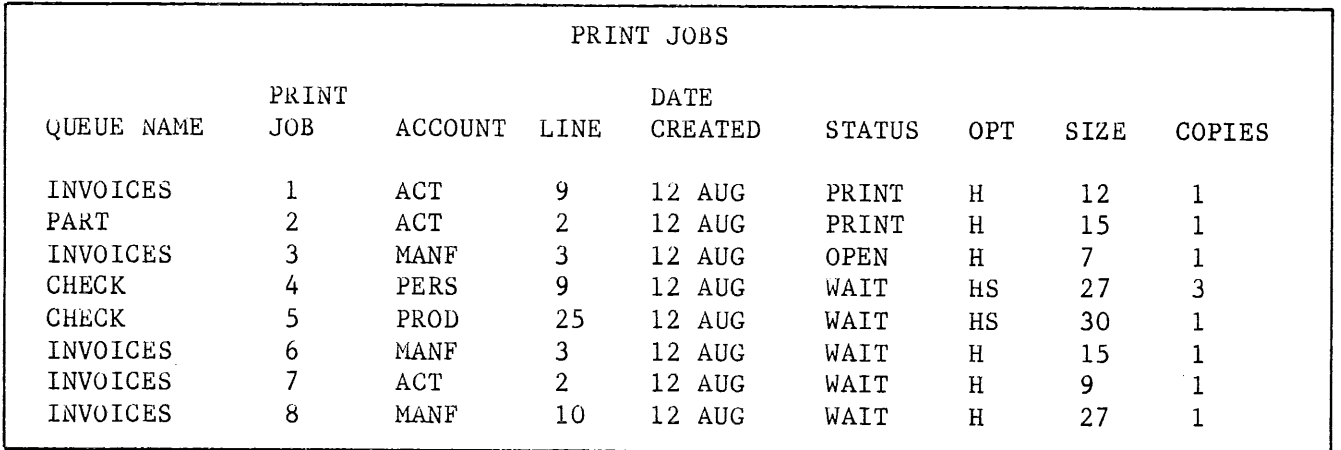 PRINT JOBS
PRINT DATE
QUEUE NAME JOB ACCOUNT LINE CREATED STATUS OPT SIZE COPIES
INVOICES 1 ACT 9 12 AUG PRINT H 12 1
PART 2 ACT 2 12 AUG PRINT H 15 1
INVOICES 3 MANF 3 12 AUG OPEN H 7 1
CHECK 4 PERS 9 12 AUG WAIT HS 27 3
CHECK 5 PROD 25 12 AUG WAIT HS 30 1
INVOICES 6 MANF 3 12 AUG WAIT H 15 1
INVOICES 7 ACT 2 12 AUG WAIT H 9 1
INVOICES 8 MANF 10 12 AUG WAIT H 27 1